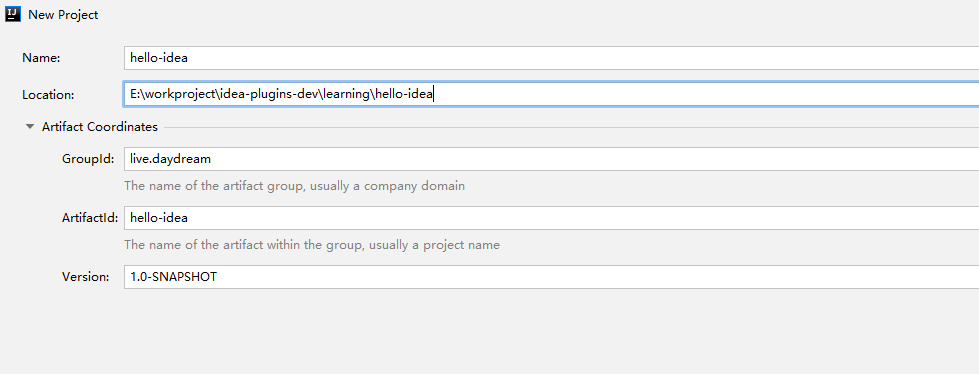 IJ New Project
Name: hello-idea
Location: E:\workproject\idea-plugins-dev\learning\hello-idea
Artifact Coordinates
GroupId: live.daydream
The name of the artifact group, usually a company domain
ArtifactId: hello-idea
The name of the artifact within the group, usually a project name
Version: 1.0-SNAPSHOT